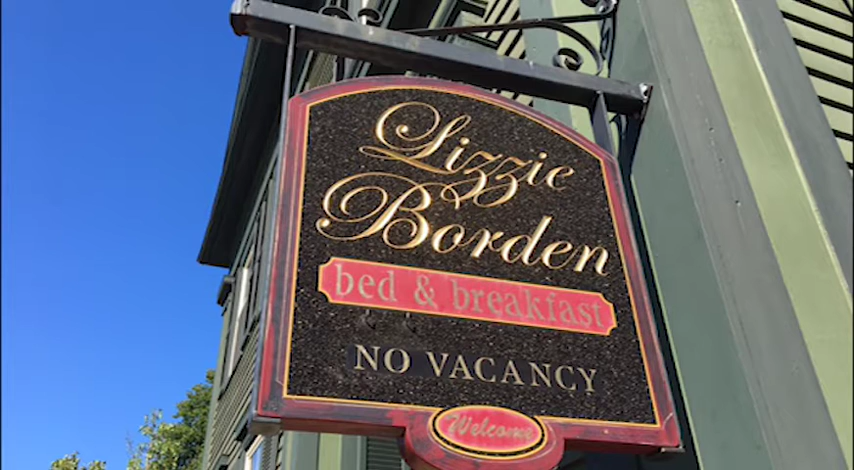 Lizzie
Borden
bed & breakfast
NO VACANCY
Welcome